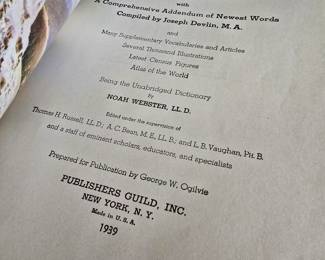 with
A Comprehensive Addendum of Newest Words
Compiled by Joseph Devlin, M. A.
and
Many Supplementary Vocabularies and Articles
Several Thousand Illustrations
Latest Census Figures
Atlas of the World
Being the Unabridged Dictionary
by
NOAH WEBSTER, LL. D.
Edited under the supervision of
Thomas H. Russell, LL. D.; A. C. Bean, M. E., LL. B.; and L. B. Vaughan, PH. B.
and a staff of eminent scholars, educators, and specialists
Prepared for Publication by George W. Ogilvie
PUBLISHERS GUILD, INC.
NEW YORK, N. Y.
Made in U. S. A.
1939